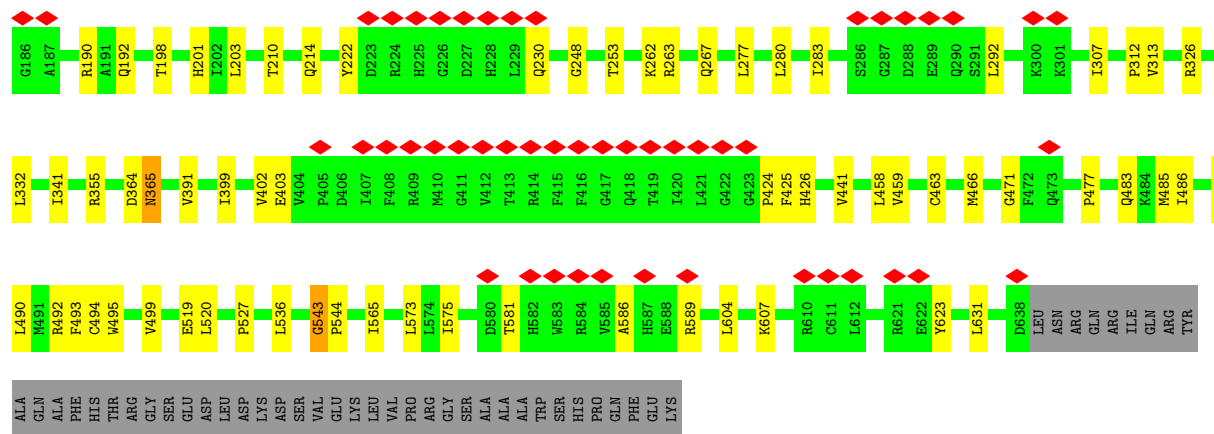 G186 A187 R190 A191 Q192 T198 H201 I202 L203 T210 Q214 Y222 D223 R224 H225 G226 D227 H228 L229 Q230 G248 T253 K262 R263 Q267 L277 L280 I283 S286 G287 D288 E289 Q290 S291 L292 K300 K301 I307 P312 V313 R326
L332 I341 R355 D364 N365 V391 I399 V402 E403 V404 P405 D406 I407 F408 R409 M410 G411 V412 T413 R414 F415 F416 G417 Q418 T419 I420 L421 G422 G423 P424 F425 H426 V441 L458 V459 C463 M466 G471 F472 Q473 P477 Q483 K484 M485 I486
L490 M491 R492 F493 C494 W495 V499 E519 L520 P527 L536 G543 P544 I565 L573 L574 I575 D580 T581 H582 W583 R584 V585 A586 H587 E588 R589 L604 K607 R610 C611 L612 R621 E622 Y623 L631 D638 LEU ASN ARG GLN ARG ILE GLN ARG TYR
ALA GLN ALA PHE HIS THR ARG GLY SER GLU ASP LEU ASP LYS ASP SER VAL GLU LYS LEU VAL PRO ARG GLY SER ALA ALA ALA TRP SER HIS PRO GLN PHE GLU LYS